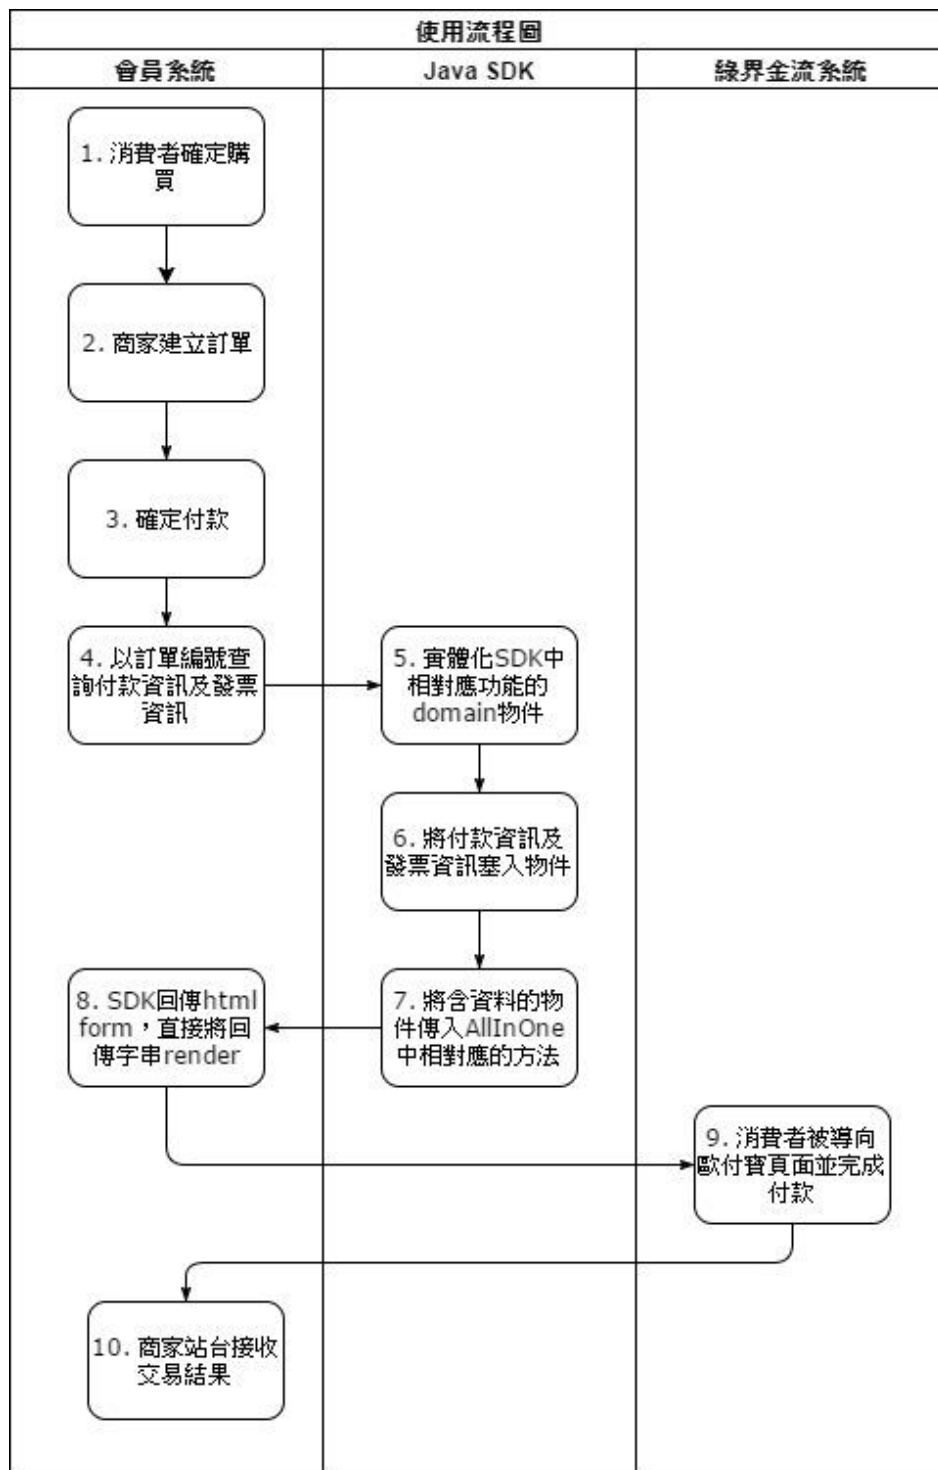 使用流程圖
會員系統
Java SDK
綠界金流系統
1. 消費者確定購
買
2. 商家建立訂單
3. 確定付款
4. 以訂單編號查
詢付款資訊及發票
資訊
5. 實體化SDK中
相對應功能的
domain物件
6. 將付款資訊及
發票資訊塞入物件
7. 將含資料的物
件傳入AllInOne
中相對應的方法
8. SDK回傳html
form，直接將回
傳字串render
9. 消費者被導向
歐付寶頁面並完成
付款
10. 商家站台接收
交易結果